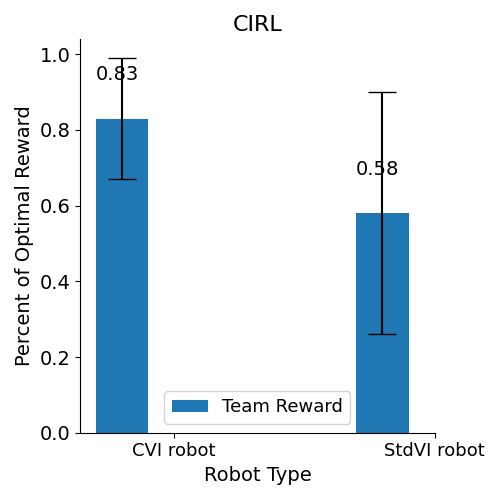 CIRL
Percent of Optimal Reward
1.0
0.8
0.6
0.4
0.2
0.0
0.83
0.58
Team Reward
CVI robot
StdVI robot
Robot Type